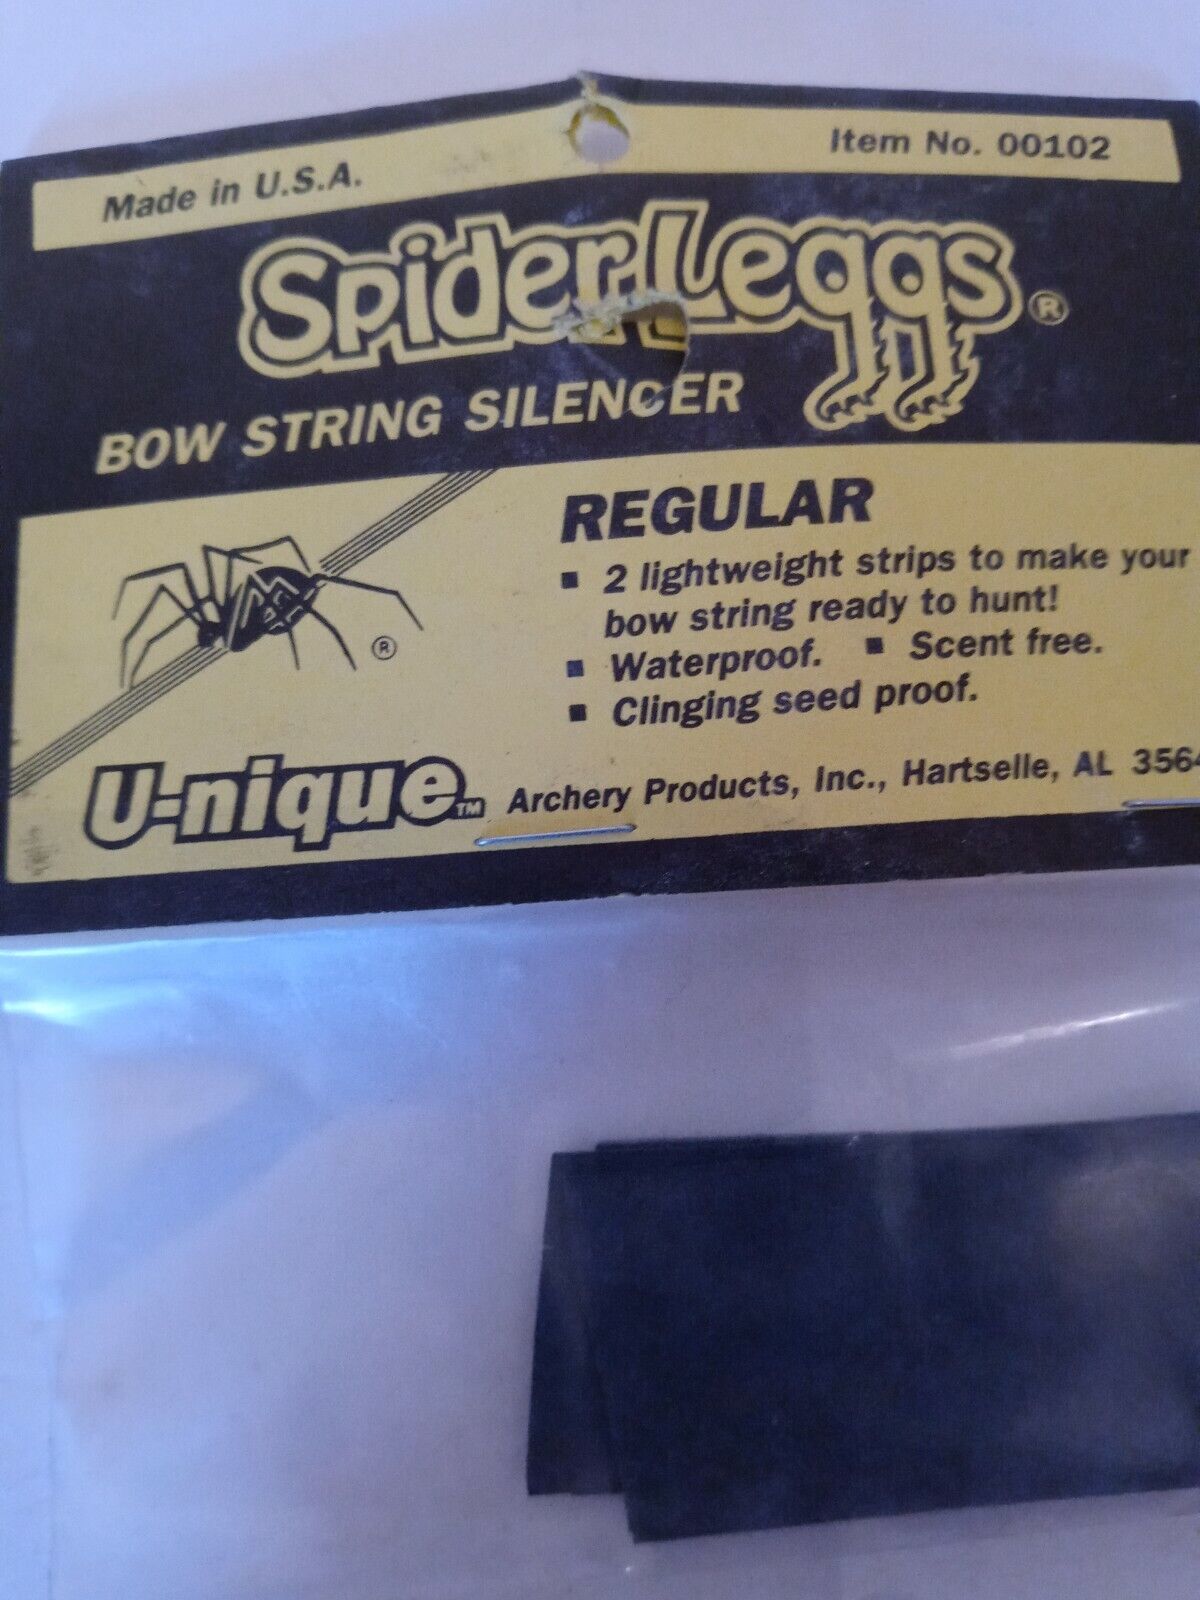 Made in U.S.A.
Item No. 00102
SpiderLeggs®
BOW STRING SILENCER
REGULAR
▪ 2 lightweight strips to make your
bow string ready to hunt!
▪ Waterproof. ▪ Scent free.
▪ Clinging seed proof.
®
U-nique™ Archery Products, Inc., Hartselle, AL 3564